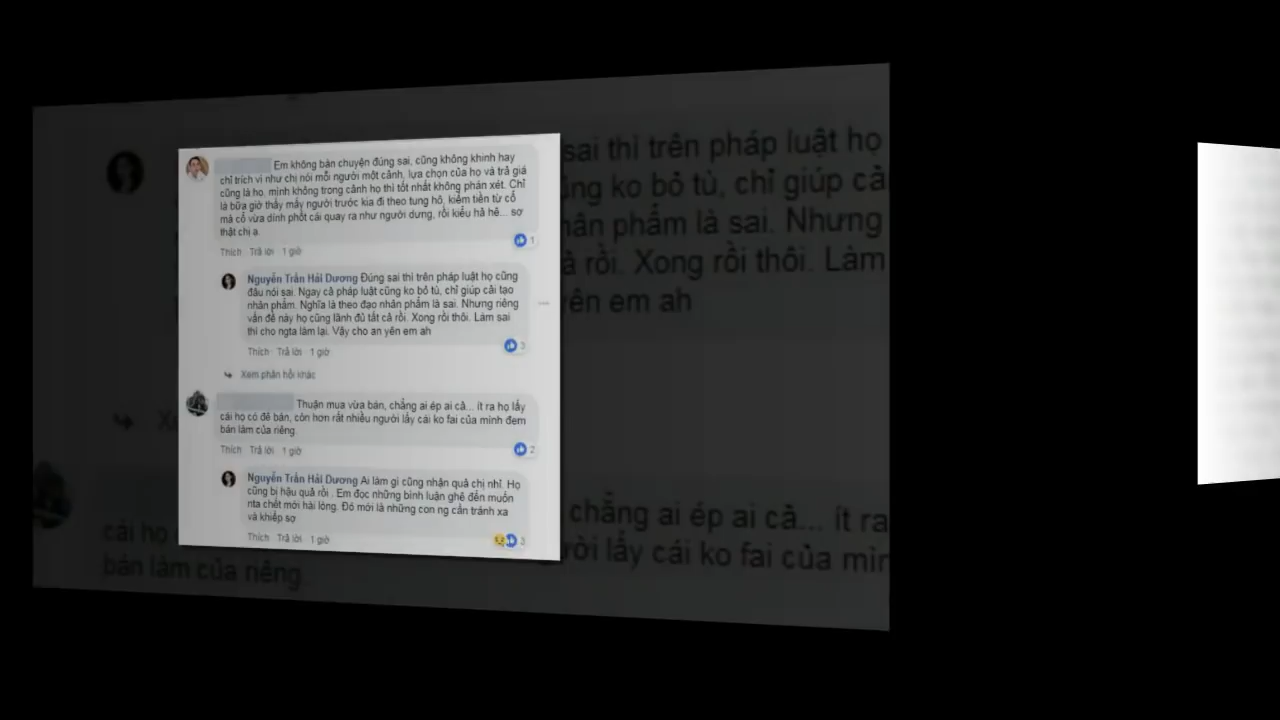 Em không bàn chuyện đúng sai, cũng không khinh hay
chỉ trích vì như chị nói mỗi người một cảnh, lựa chọn của họ và trả giá
cũng là họ, mình không trong cảnh họ thì tốt nhất không phán xét. Chỉ
là bữa giờ thấy mấy người trước kia đi theo tung hô, kiếm tiền từ cổ
mà cổ vừa dính phốt cái quay ra như người dưng, rồi kiểu hả hê... sợ
thật chị ạ
Thích Trả lời 1 giờ
1
Nguyễn Trần Hải Dương Đúng sai thì trên pháp luật họ cũng
đâu nói sai. Ngay cả pháp luật cũng ko bỏ tù, chỉ giúp cải tạo
nhân phẩm. Nghĩa là theo đạo nhân phẩm là sai. Nhưng riêng
vấn đề này họ cũng lãnh đủ tất cả rồi. Xong rồi thôi. Làm sai
thì cho ngta làm lại. Vậy cho an yên em ah
Thích Trả lời 1 giờ
3
Xem phản hồi khác
Thuận mua vừa bán, chẳng ai ép ai cả... ít ra họ lấy
cái họ có để bán, còn hơn rất nhiều người lấy cái ko fai của mình đem
bán làm của riêng
Thích Trả lời 1 giờ
2
Nguyễn Trần Hải Dương Ai làm gì cũng nhận quả chị nhỉ. Họ
cũng bị hậu quả rồi . Em đọc những bình luận ghê đến muốn
nta chết mới hài lòng. Đó mới là những con ng cần tránh xa
và khiếp sợ
Thích Trả lời 1 giờ
3
sai thì trên pháp luật họ
ũng ko bỏ tù, chỉ giúp cả
hân phẩm là sai. Nhưng
ả rồi. Xong rồi thôi. Làm
yên em ah
chẳng ai ép ai cả... ít ra
cái họ
ười lấy cái ko fai của mìn
bán làm của riêng